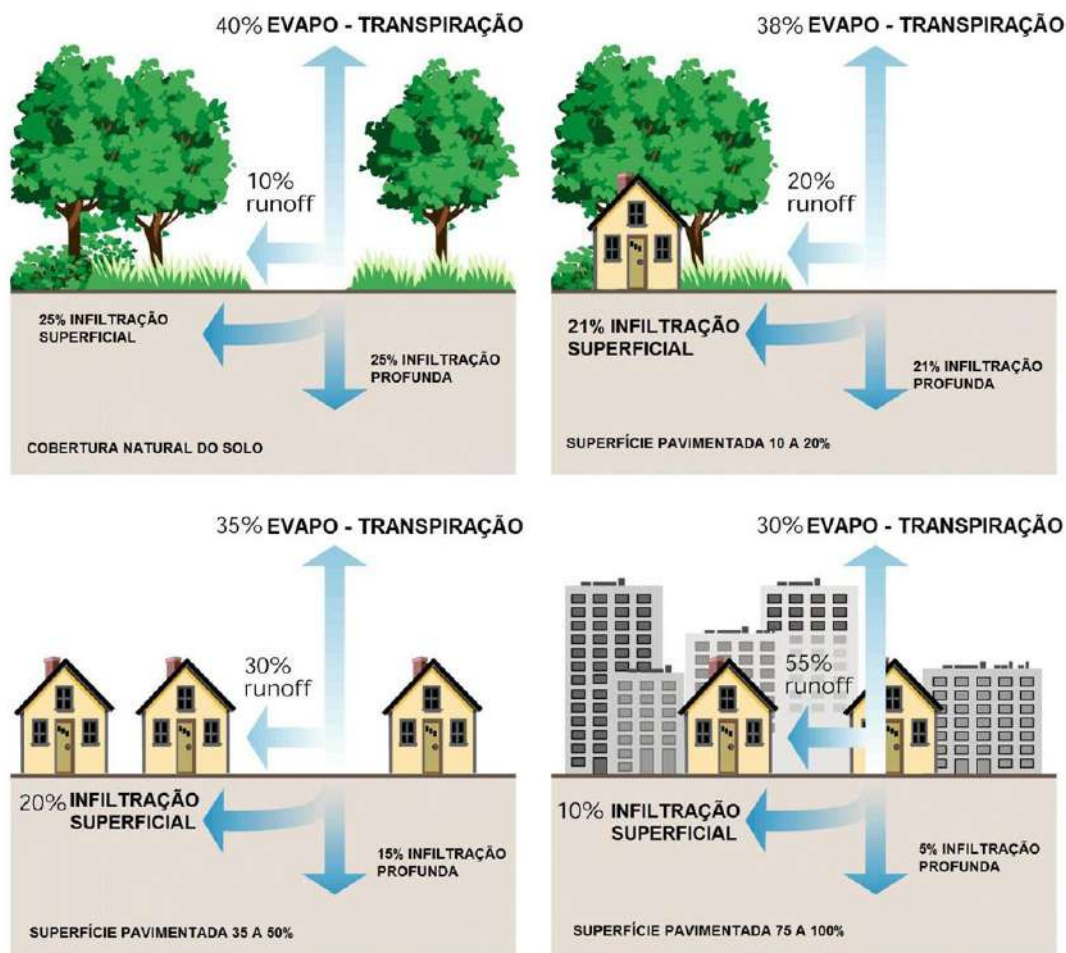 40% EVAPO - TRANSPIRAÇÃO
10%
runoff
25% INFILTRAÇÃO
SUPERFICIAL
25% INFILTRAÇÃO
PROFUNDA
COBERTURA NATURAL DO SOLO
38% EVAPO - TRANSPIRAÇÃO
20%
runoff
21% INFILTRAÇÃO
SUPERFICIAL
21% INFILTRAÇÃO
PROFUNDA
SUPERFÍCIE PAVIMENTADA 10 A 20%
35% EVAPO - TRANSPIRAÇÃO
30%
runoff
20% INFILTRAÇÃO
SUPERFICIAL
15% INFILTRAÇÃO
PROFUNDA
SUPERFÍCIE PAVIMENTADA 35 A 50%
30% EVAPO - TRANSPIRAÇÃO
55%
runoff
10% INFILTRAÇÃO
SUPERFICIAL
5% INFILTRAÇÃO
PROFUNDA
SUPERFÍCIE PAVIMENTADA 75 A 100%